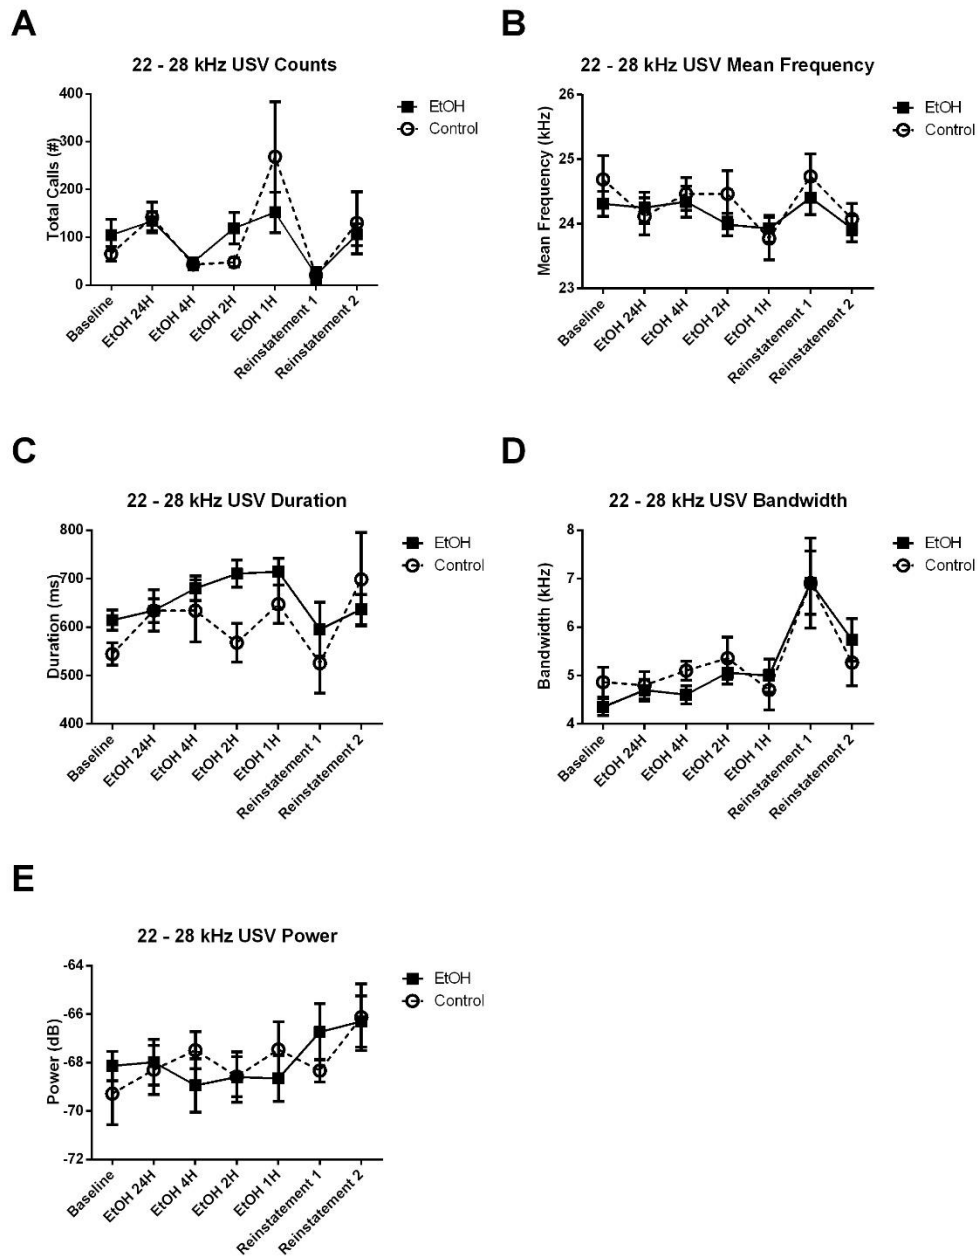 A
22 - 28 kHz USV Counts
Total Calls (#)
400
300
200
100
0
EtOH
Control
Baseline
EtOH 24H
EtOH 4H
EtOH 2H
EtOH 1H
Reinstatement 1
Reinstatement 2
B
22 - 28 kHz USV Mean Frequency
Mean Frequency (kHz)
26
25
24
23
EtOH
Control
Baseline
EtOH 24H
EtOH 4H
EtOH 2H
EtOH 1H
Reinstatement 1
Reinstatement 2
C
22 - 28 kHz USV Duration
Duration (ms)
800
700
600
500
400
EtOH
Control
Baseline
EtOH 24H
EtOH 4H
EtOH 2H
EtOH 1H
Reinstatement 1
Reinstatement 2
D
22 - 28 kHz USV Bandwidth
Bandwidth (kHz)
8
7
6
5
4
EtOH
Control
Baseline
EtOH 24H
EtOH 4H
EtOH 2H
EtOH 1H
Reinstatement 1
Reinstatement 2
E
22 - 28 kHz USV Power
Power (dB)
-64
-66
-68
-70
-72
EtOH
Control
Baseline
EtOH 24H
EtOH 4H
EtOH 2H
EtOH 1H
Reinstatement 1
Reinstatement 2